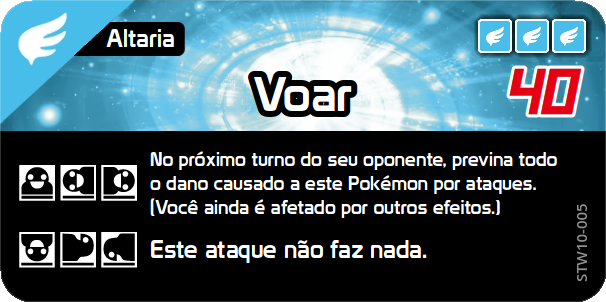 Altaria
Voar
40
No próximo turno do seu oponente, previna todo
o dano causado a este Pokémon por ataques.
(Você ainda é afetado por outros efeitos.)
Este ataque não faz nada.
STW10-005